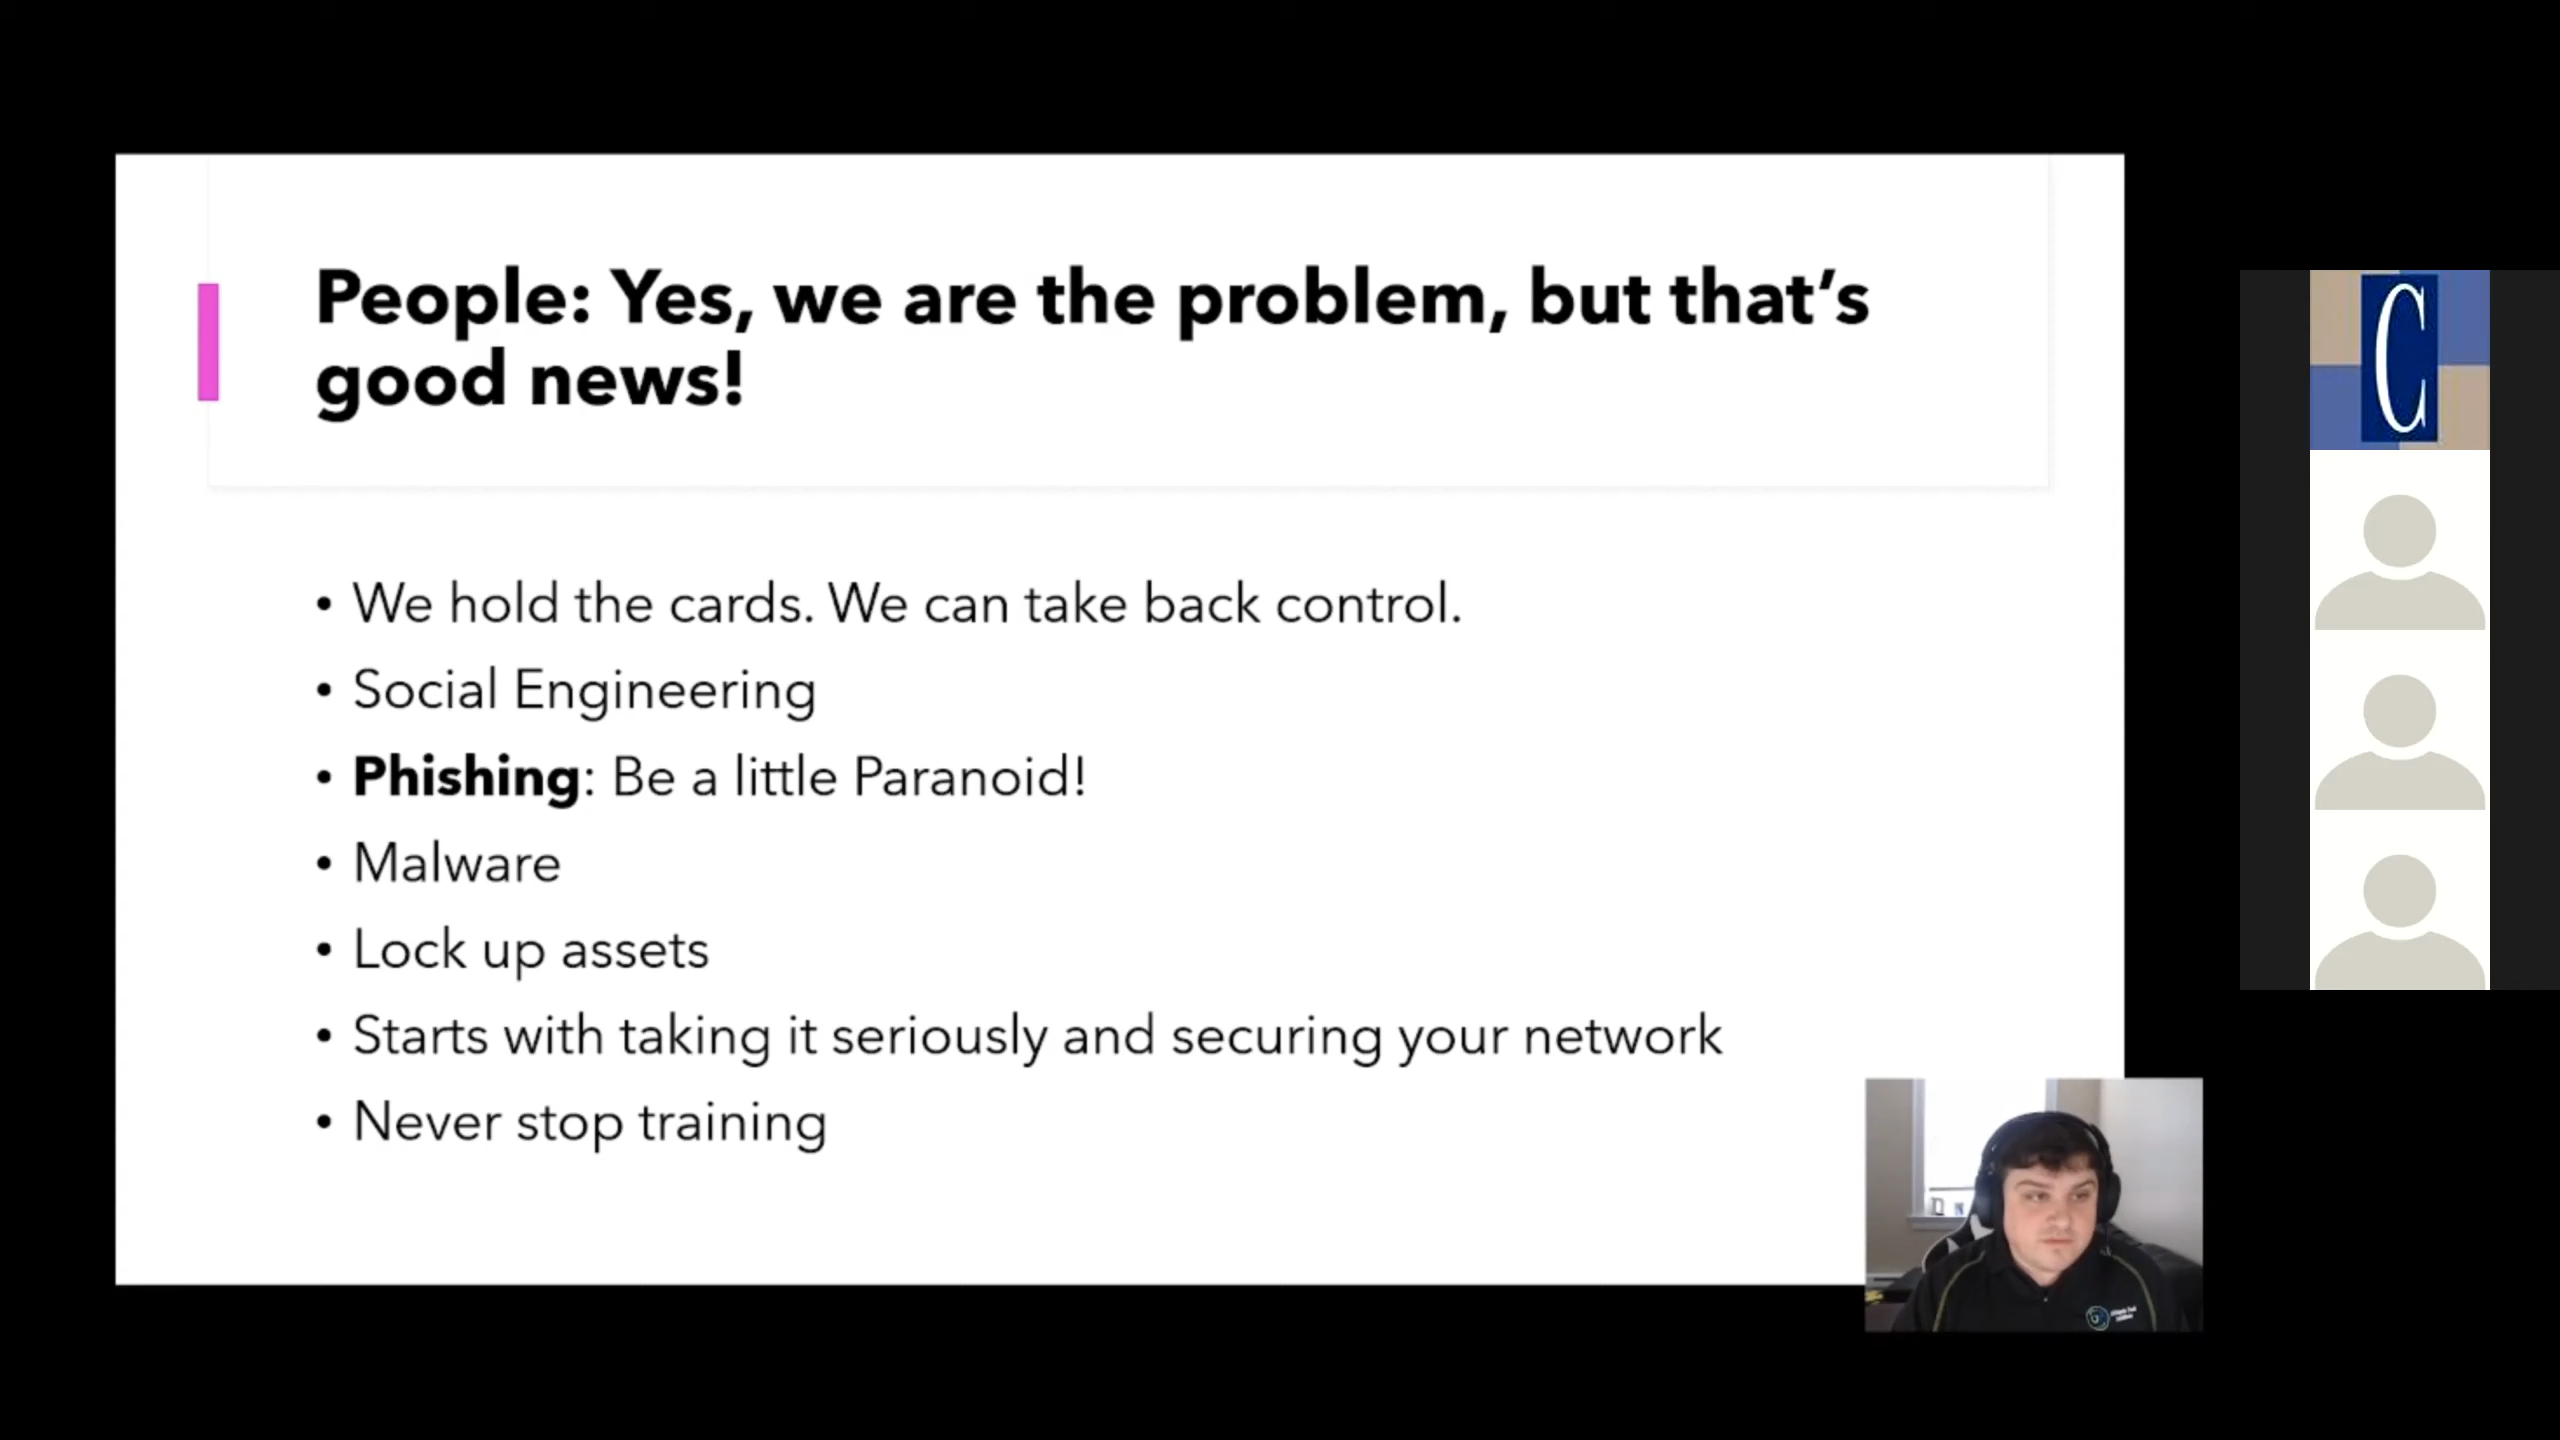 People: Yes, we are the problem, but that’s
good news!
• We hold the cards. We can take back control.
• Social Engineering
• Phishing: Be a little Paranoid!
• Malware
• Lock up assets
• Starts with taking it seriously and securing your network
• Never stop training
C